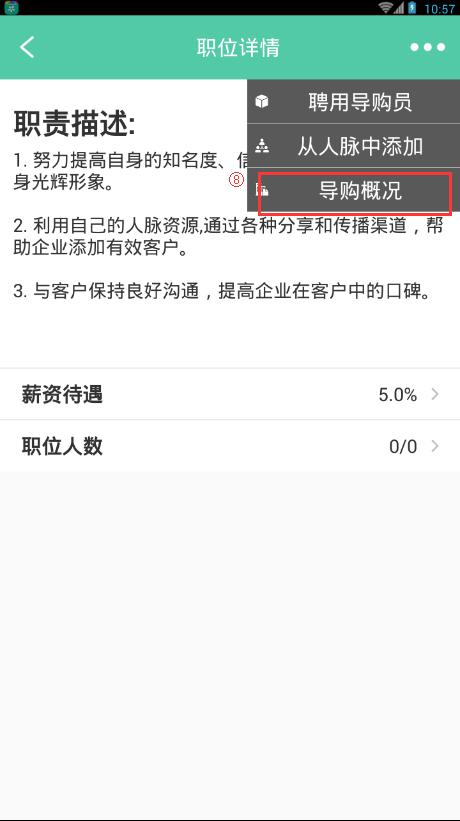 10:57
职位详情
聘用导购员
从人脉中添加
⑧ 导购概况
职责描述:
1. 努力提高自身的知名度、
身光辉形象。
2. 利用自己的人脉资源,通过各种分享和传播渠道，帮
助企业添加有效客户。
3. 与客户保持良好沟通，提高企业在客户中的口碑。
薪资待遇 5.0%
职位人数 0/0